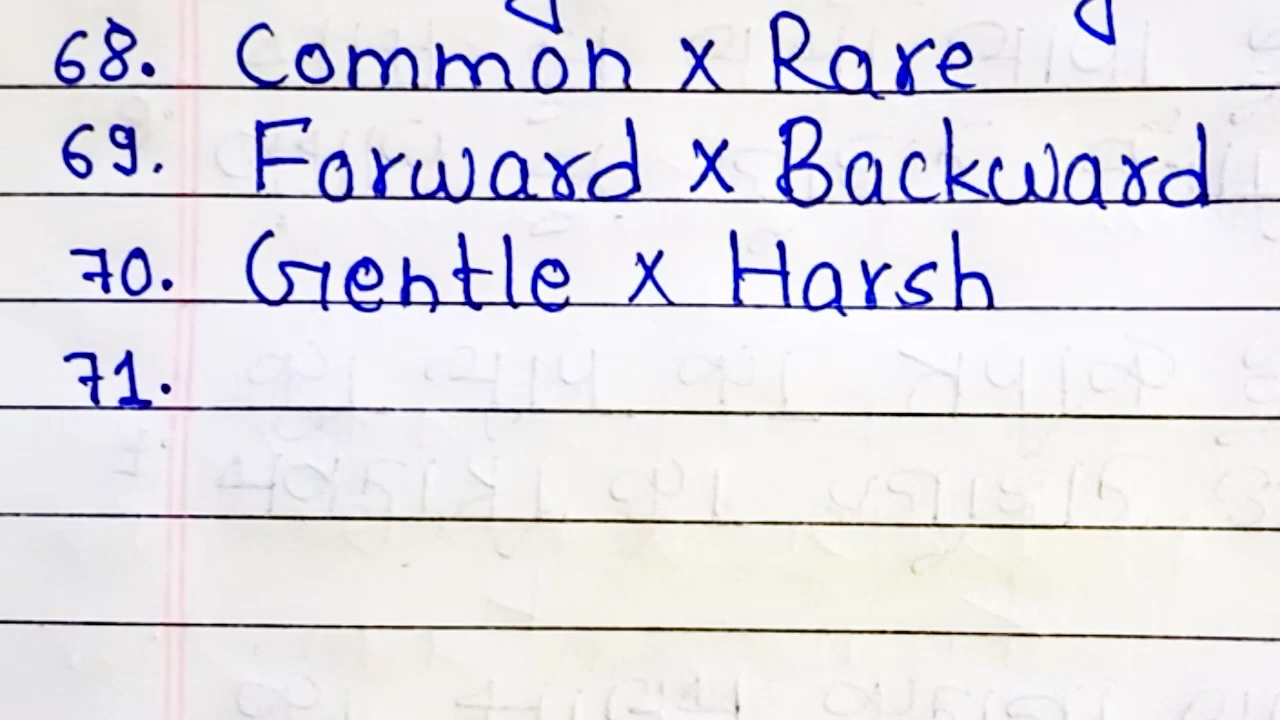 68. Common x Rare
69. Forward x Backward
70. Gentle x Harsh
71.